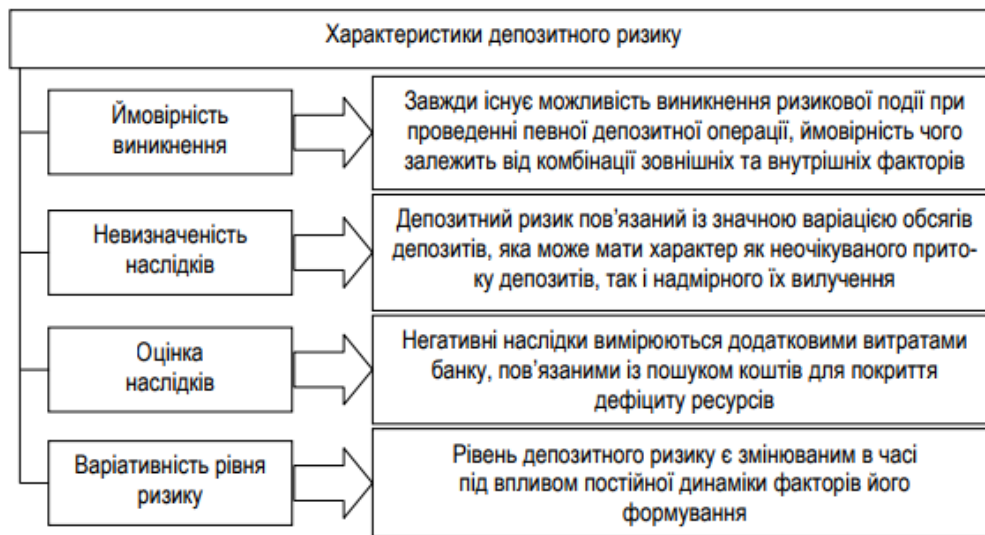 Характеристики депозитного ризику
Ймовірність
виникнення
Завжди існує можливість виникнення ризикової події при
проведенні певної депозитної операції, ймовірність чого
залежить від комбінації зовнішніх та внутрішніх факторів
Невизначеність
наслідків
Депозитний ризик пов’язаний із значною варіацією обсягів
депозитів, яка може мати характер як неочікуваного прито-
ку депозитів, так і надмірного їх вилучення
Оцінка
наслідків
Негативні наслідки вимірюються додатковими витратами
банку, пов’язаними із пошуком коштів для покриття
дефіциту ресурсів
Варіативність рівня
ризику
Рівень депозитного ризику є змінюваним в часі
під впливом постійної динаміки факторів його
формування